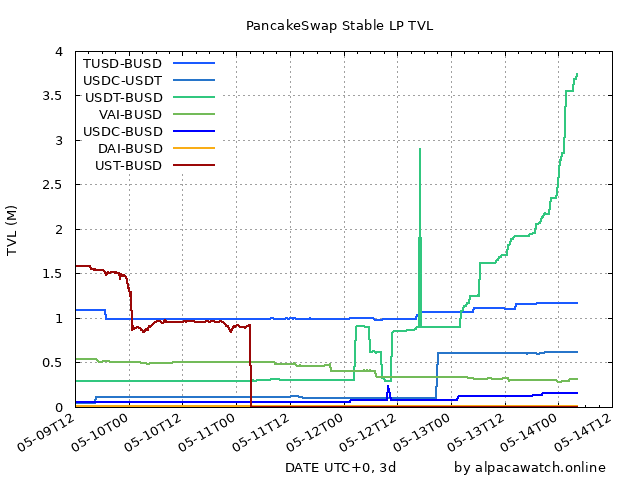 PancakeSwap Stable LP TVL
4
3.5
3
2.5
2
1.5
1
0.5
0
TVL (M)
TUSD-BUSD
USDC-USDT
USDT-BUSD
VAI-BUSD
USDC-BUSD
DAI-BUSD
UST-BUSD
05-09T12
05-10T00
05-10T12
05-11T00
05-11T12
05-12T00
05-12T12
05-13T00
05-13T12
05-14T00
05-14T12
DATE UTC+0, 3d
by alpacawatch.online